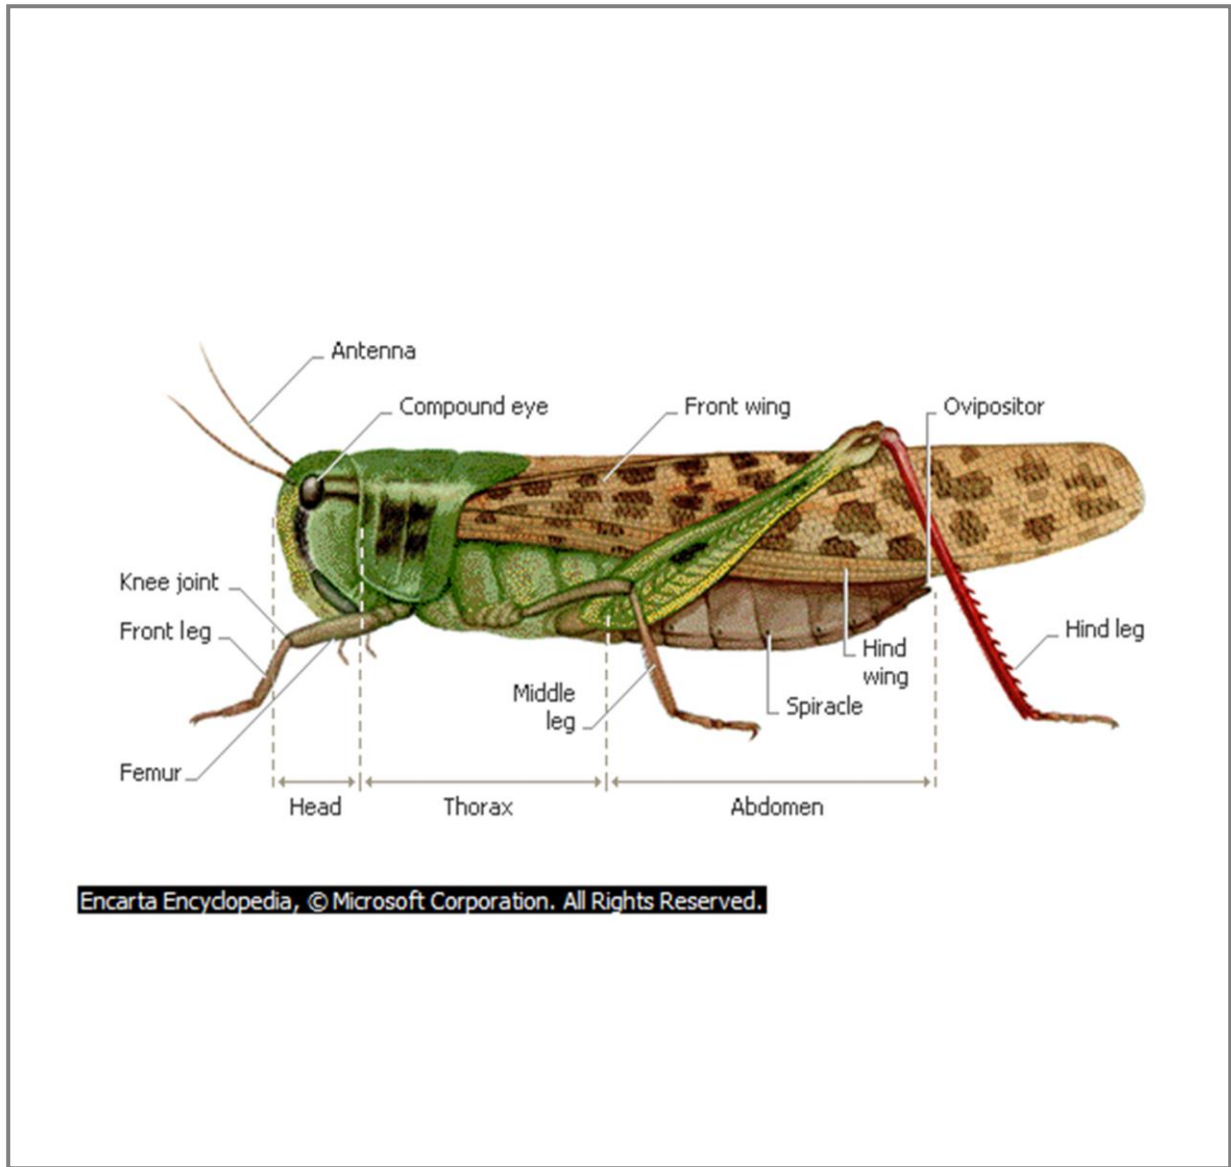 Antenna
Compound eye
Front wing
Ovipositor
Knee joint
Front leg
Hind leg
Hind
wing
Middle
leg
Spiracle
Femur
Head
Thorax
Abdomen
Encarta Encyclopedia, © Microsoft Corporation. All Rights Reserved.